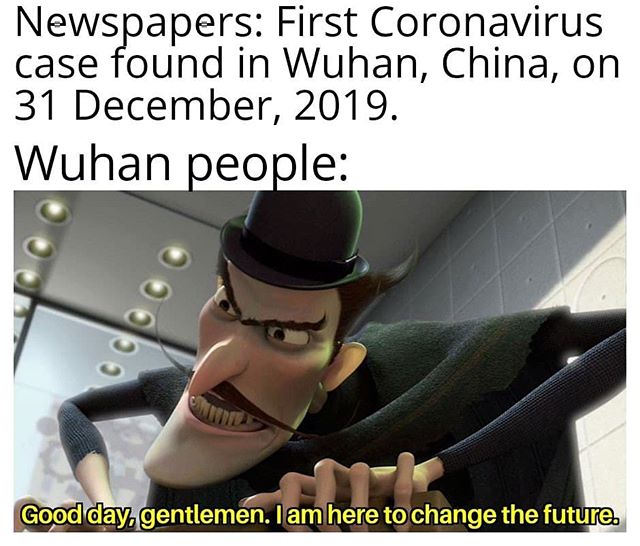 Newspapers: First Coronavirus
case found in Wuhan, China, on
31 December, 2019.
Wuhan people:
Good day, gentlemen. I am here to change the future.